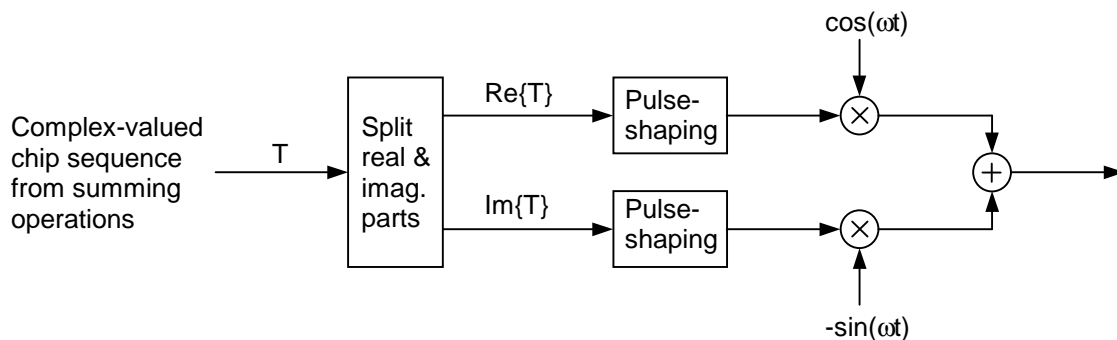 cos(ωt)
Complex-valued
chip sequence
from summing
operations
T
Split
real &
imag.
parts
Re{T}
Pulse-
shaping
Im{T}
Pulse-
shaping
-sin(ωt)